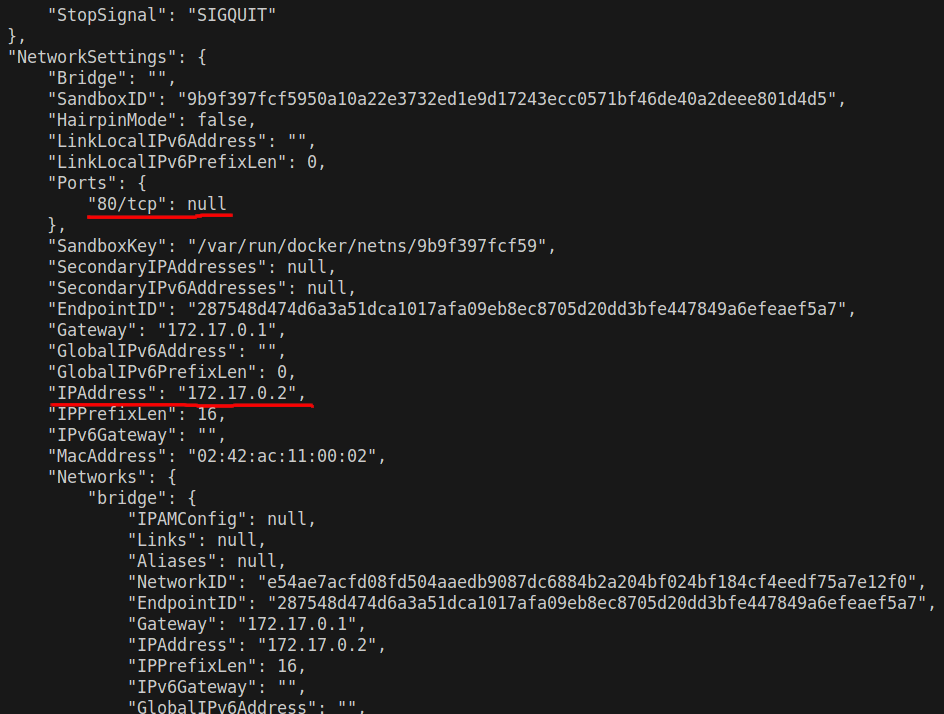 "StopSignal": "SIGQUIT"
},
"NetworkSettings": {
"Bridge": "",
"SandboxID": "9b9f397fcf5950a10a22e3732ed1e9d17243ecc0571bf46de40a2deee801d4d5",
"HairpinMode": false,
"LinkLocalIPv6Address": "",
"LinkLocalIPv6PrefixLen": 0,
"Ports": {
"80/tcp": null
},
"SandboxKey": "/var/run/docker/netns/9b9f397fcf59",
"SecondaryIPAddresses": null,
"SecondaryIPv6Addresses": null,
"EndpointID": "287548d474d6a3a51dca1017afa09eb8ec8705d20dd3bfe447849a6efeaef5a7",
"Gateway": "172.17.0.1",
"GlobalIPv6Address": "",
"GlobalIPv6PrefixLen": 0,
"IPAddress": "172.17.0.2",
"IPPrefixLen": 16,
"IPv6Gateway": "",
"MacAddress": "02:42:ac:11:00:02",
"Networks": {
"bridge": {
"IPAMConfig": null,
"Links": null,
"Aliases": null,
"NetworkID": "e54ae7acfd08fd504aaedb9087dc6884b2a204bf024bf184cf4eedf75a7e12f0",
"EndpointID": "287548d474d6a3a51dca1017afa09eb8ec8705d20dd3bfe447849a6efeaef5a7",
"Gateway": "172.17.0.1",
"IPAddress": "172.17.0.2",
"IPPrefixLen": 16,
"IPv6Gateway": "",
"GlobalIPv6Address": "",